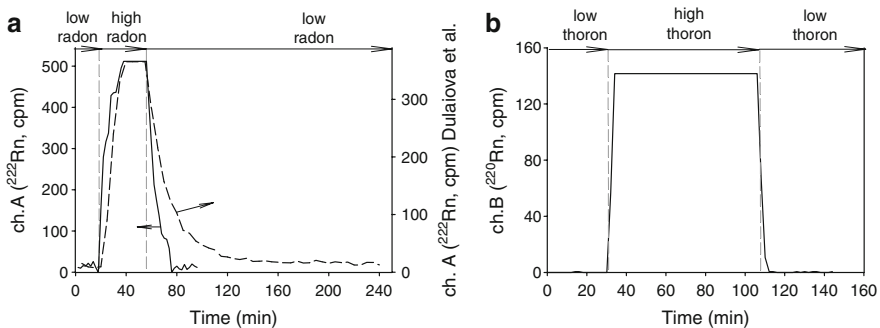 a
low
radon
high
radon
low
radon
500
400
300
200
100
0
ch.A (²²²Rn, cpm)
300
200
100
0
ch. A (²²²Rn, cpm) Dulaiova et al.
0 40 80 120 160 200 240
Time (min)
b
low
thoron
high
thoron
low
thoron
160
120
80
40
0
ch.B (²²⁰Rn, cpm)
0 20 40 60 80 100 120 140 160
Time (min)